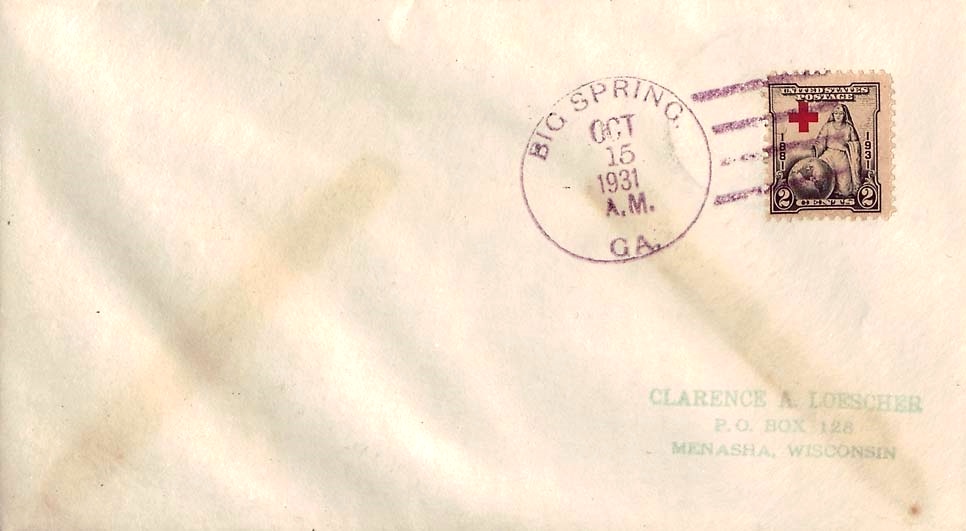 BIG SPRING.
OCT
15
1931
A.M.
GA.
UNITED STATES
POSTAGE
1881
1931
2 CENTS 2
CLARENCE A. LOESCHER
P.O. BOX 128
MENASHA, WISCONSIN